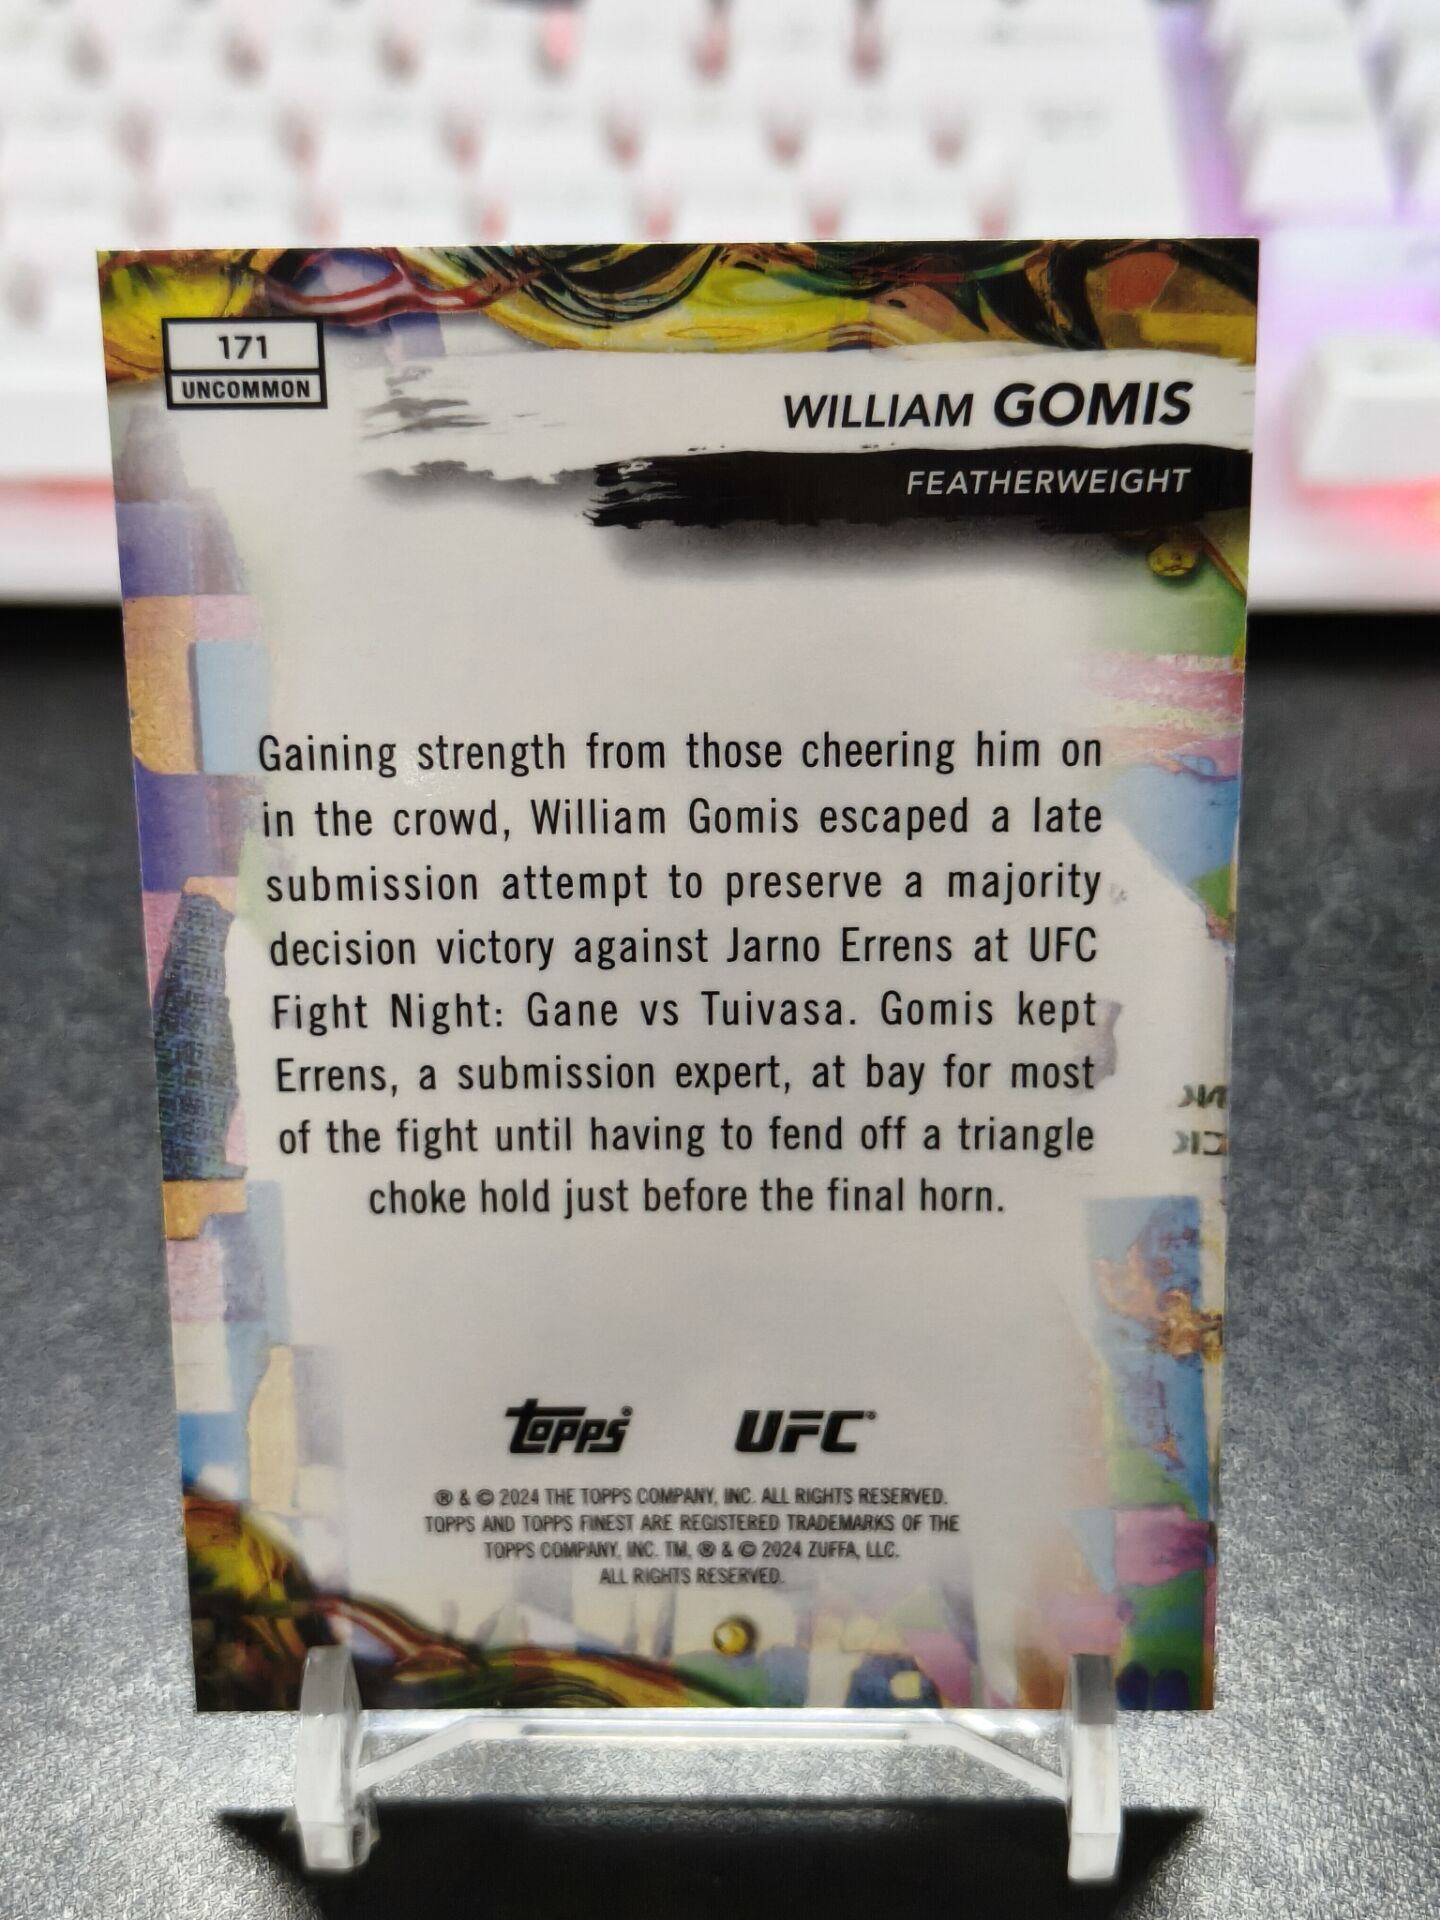 171
UNCOMMON
WILLIAM GOMIS
FEATHERWEIGHT
Gaining strength from those cheering him on
in the crowd, William Gomis escaped a late
submission attempt to preserve a majority
decision victory against Jarno Errens at UFC
Fight Night: Gane vs Tuivasa. Gomis kept
Errens, a submission expert, at bay for most
of the fight until having to fend off a triangle
choke hold just before the final horn.
topps® UFC®
® & © 2024 THE TOPPS COMPANY, INC. ALL RIGHTS RESERVED.
TOPPS AND TOPPS FINEST ARE REGISTERED TRADEMARKS OF THE
TOPPS COMPANY, INC. TM, ® & © 2024 ZUFFA, LLC.
ALL RIGHTS RESERVED.